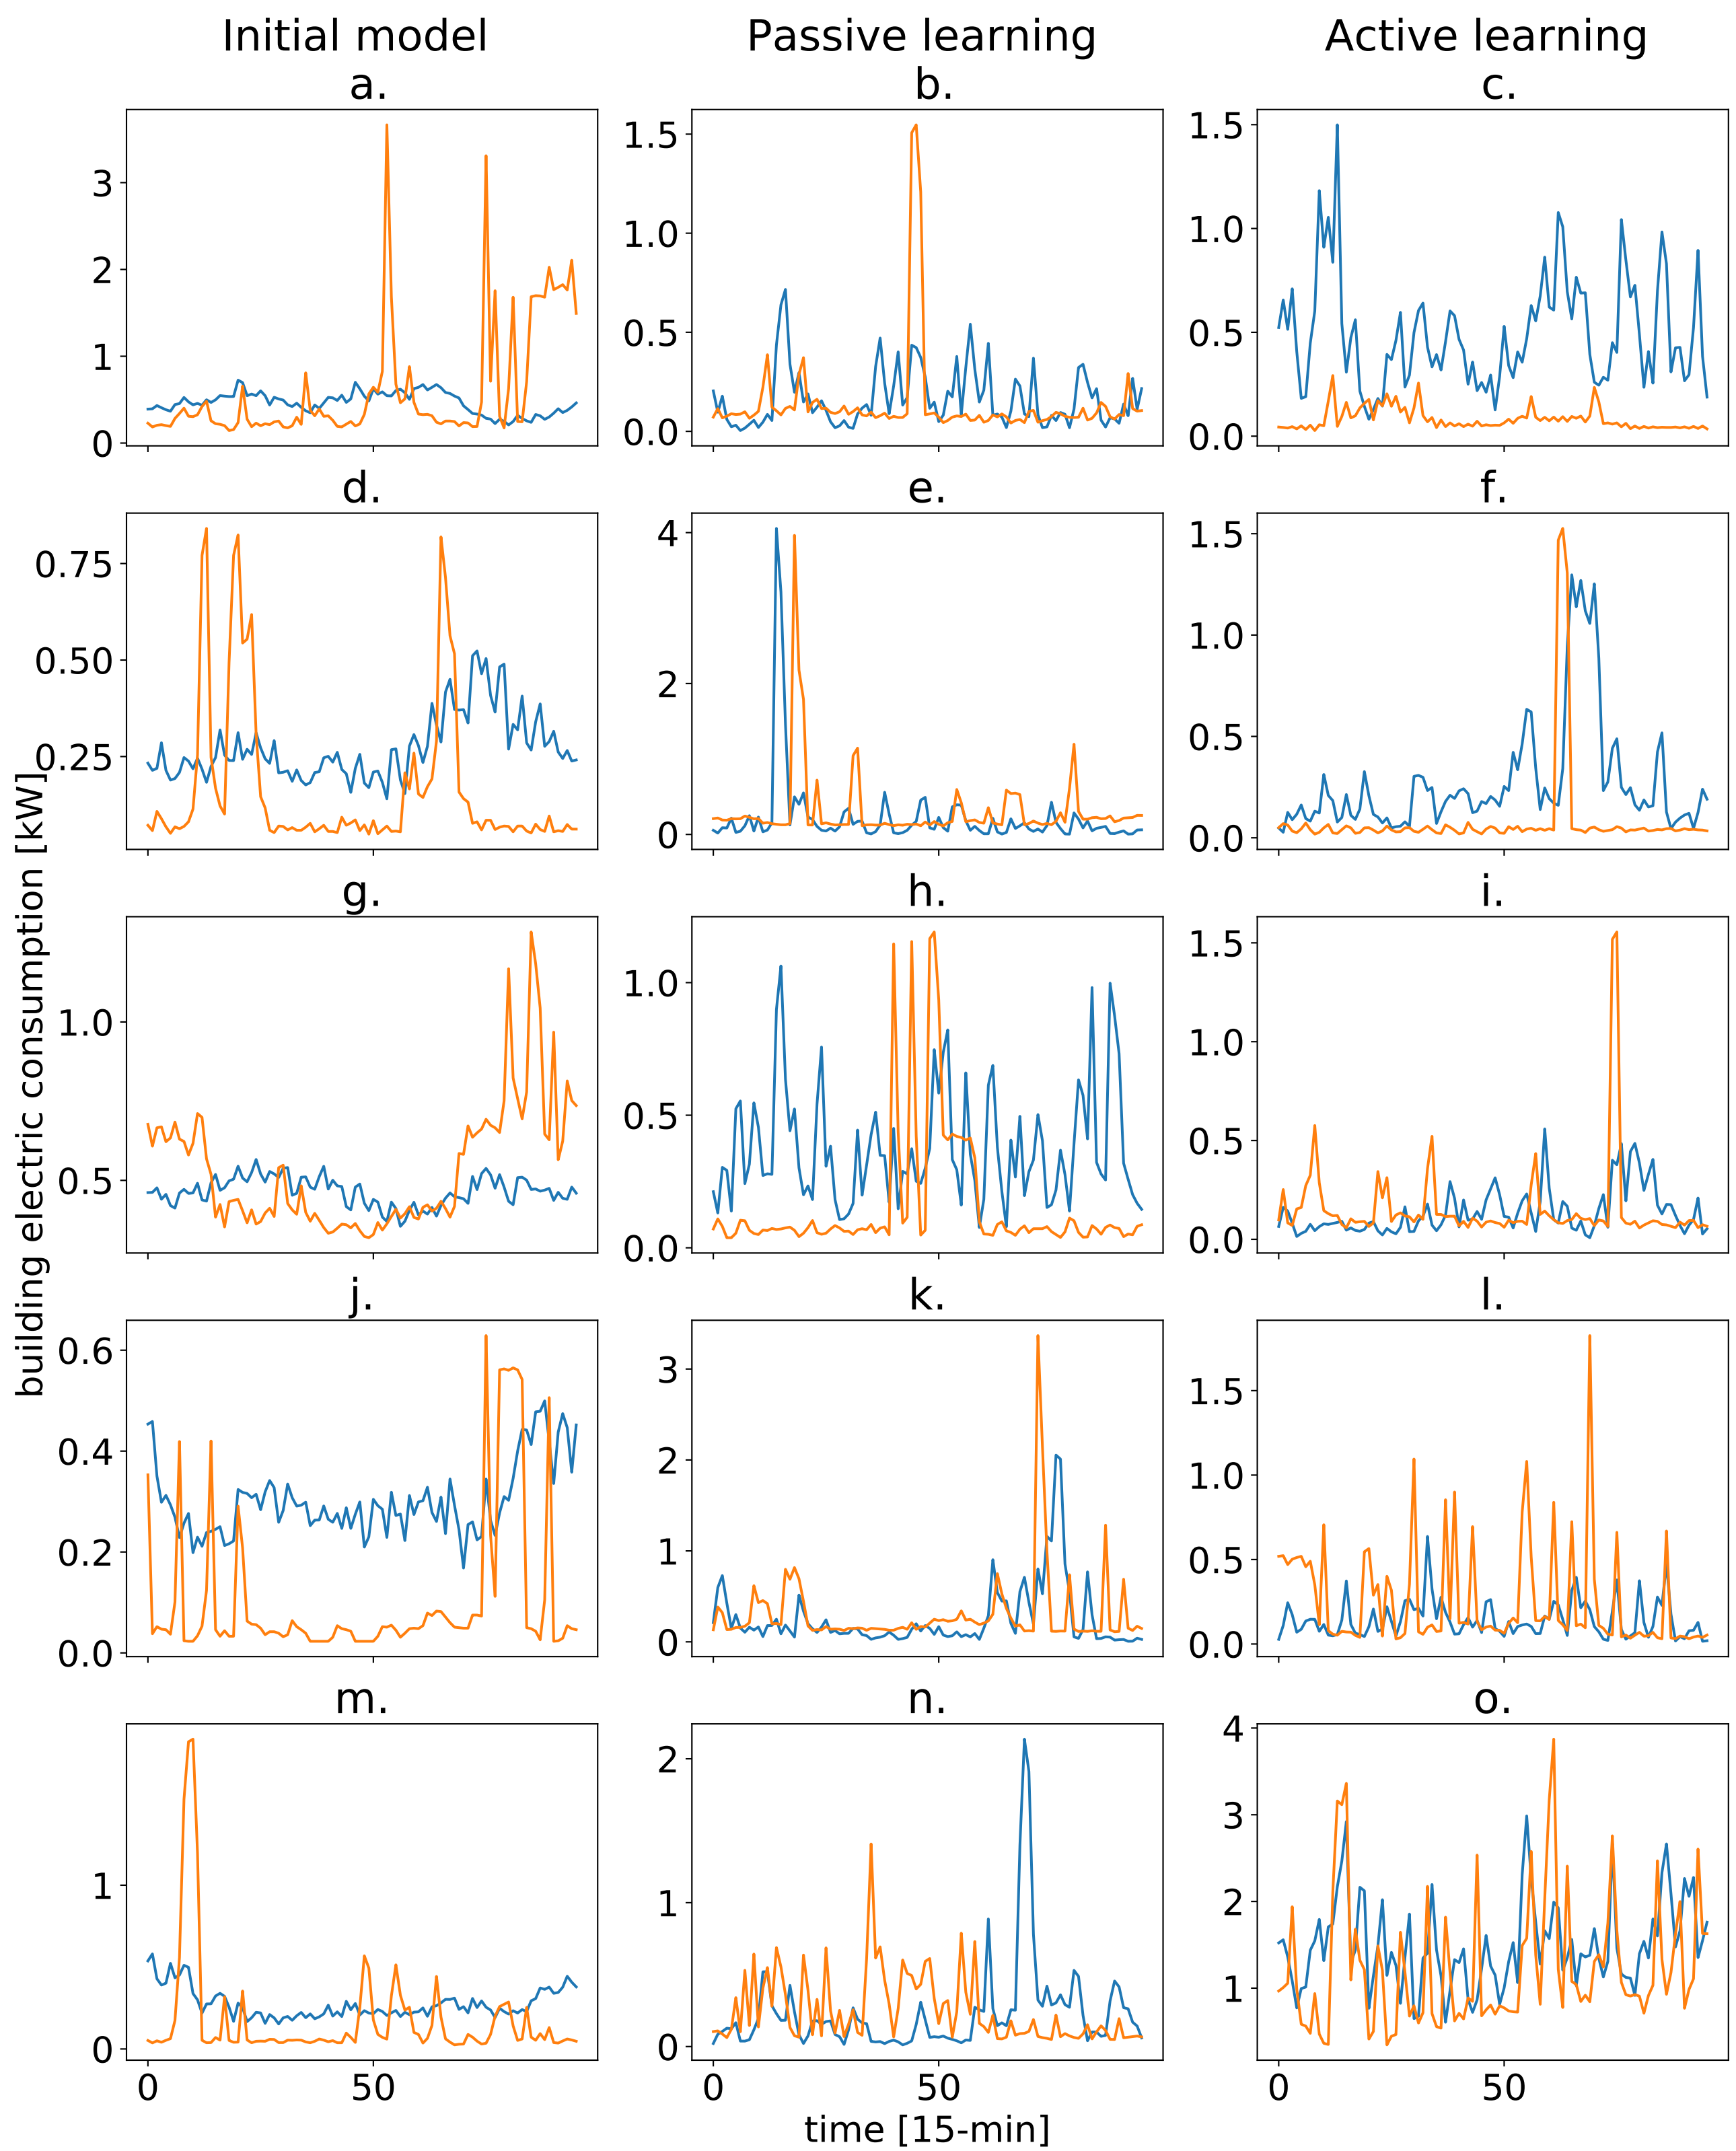 Initial model Passive learning Active learning
a. b. c.
3 1.5 1.5
2 1.0 1.0
1 0.5 0.5
0 0.0 0.0
d. e. f.
0.75 4 1.5
0.50 2 1.0
0.25 0 0.5
0.0
building electric consumption [kW]
g. h. i.
1.0 1.0 1.5
0.5 0.5 1.0
0.0 0.5
0.0
j. k. l.
0.6 3 1.5
0.4 2 1.0
0.2 1 0.5
0.0 0 0.0
m. n. o.
1 2 4
0 1 3
0 2
1
0 50 0 50 0 50
time [15-min]